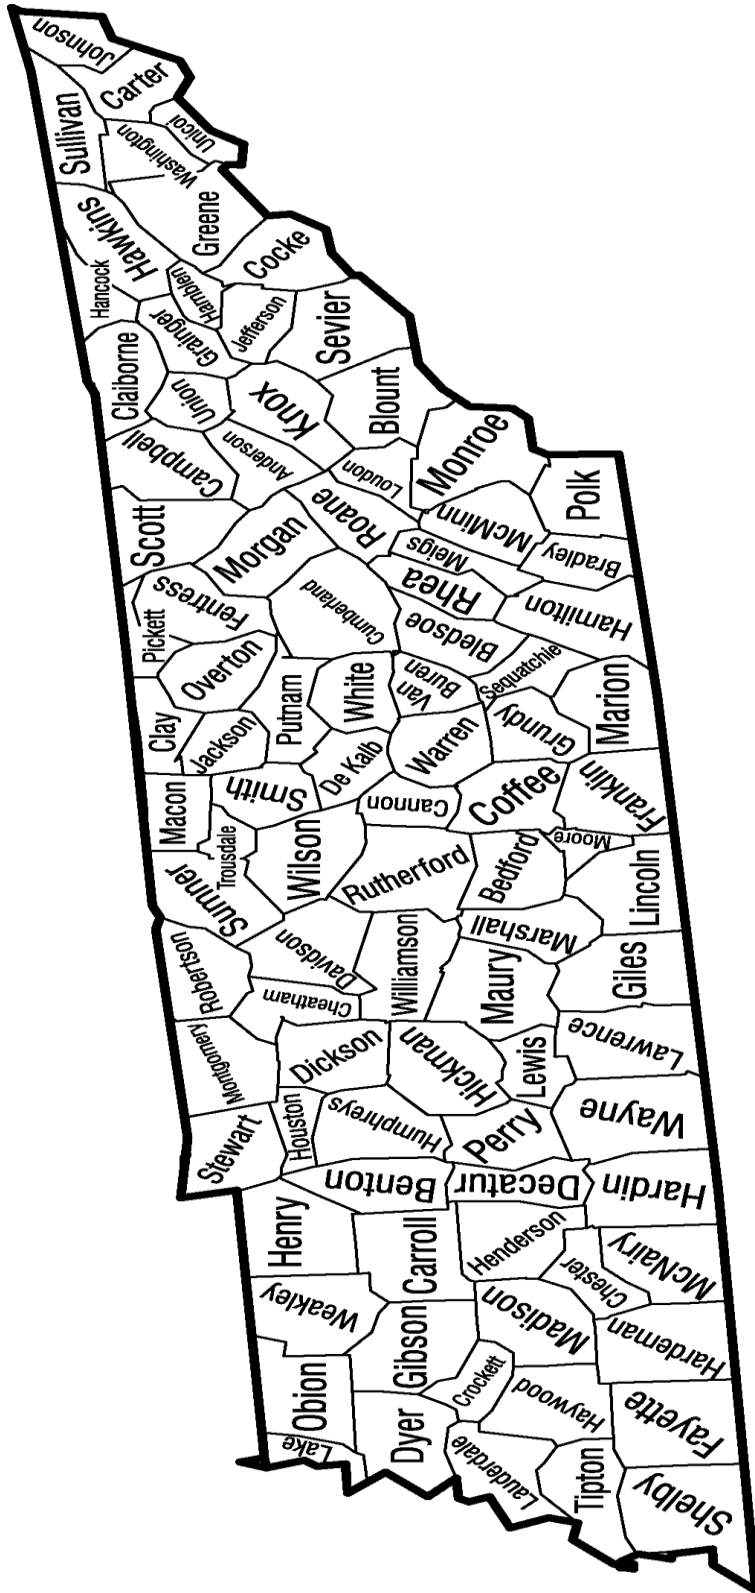 Johnson
Carter
Sullivan
Unicoi
Washington
Greene
Hawkins
Cocke
Hancock
Hamblen
Jefferson
Grainger
Sevier
Claiborne
Union
Knox
Blount
Campbell
Anderson
Loudon
Monroe
Polk
Scott
Morgan
Roane
McMinn
Meigs
Bradley
Fentress
Cumberland
Rhea
Hamilton
Pickett
Overton
Bledsoe
Sequatchie
Putnam
White
Van
Buren
Marion
Clay
Jackson
De Kalb
Warren
Grundy
Macon
Smith
Cannon
Coffee
Franklin
Trousdale
Wilson
Rutherford
Bedford
Moore
Lincoln
Sumner
Davidson
Williamson
Marshall
Robertson
Cheatham
Maury
Giles
Montgomery
Dickson
Hickman
Lewis
Lawrence
Stewart
Houston
Humphreys
Perry
Wayne
Benton
Decatur
Hardin
Henry
Carroll
Henderson
Chester
McNairy
Weakley
Gibson
Madison
Hardeman
Obion
Crockett
Haywood
Fayette
Lake
Dyer
Lauderdale
Tipton
Shelby